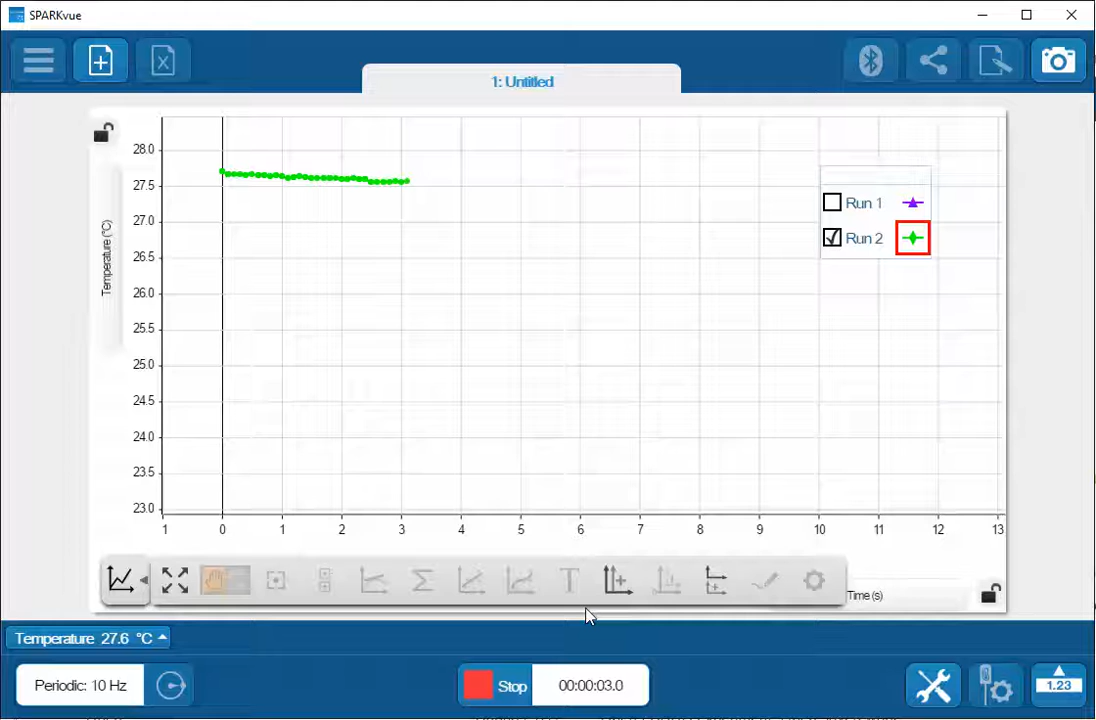 SPARKvue
1: Untitled
28.0
27.5
27.0
26.5
26.0
25.5
25.0
24.5
24.0
23.5
23.0
Temperature (°C)
Run 1
Run 2
1 0 1 2 3 4 5 6 7 8 9 10 11 12 13
Time (s)
Temperature 27.6 °C
Periodic: 10 Hz
Stop
00:00:03.0
1.23